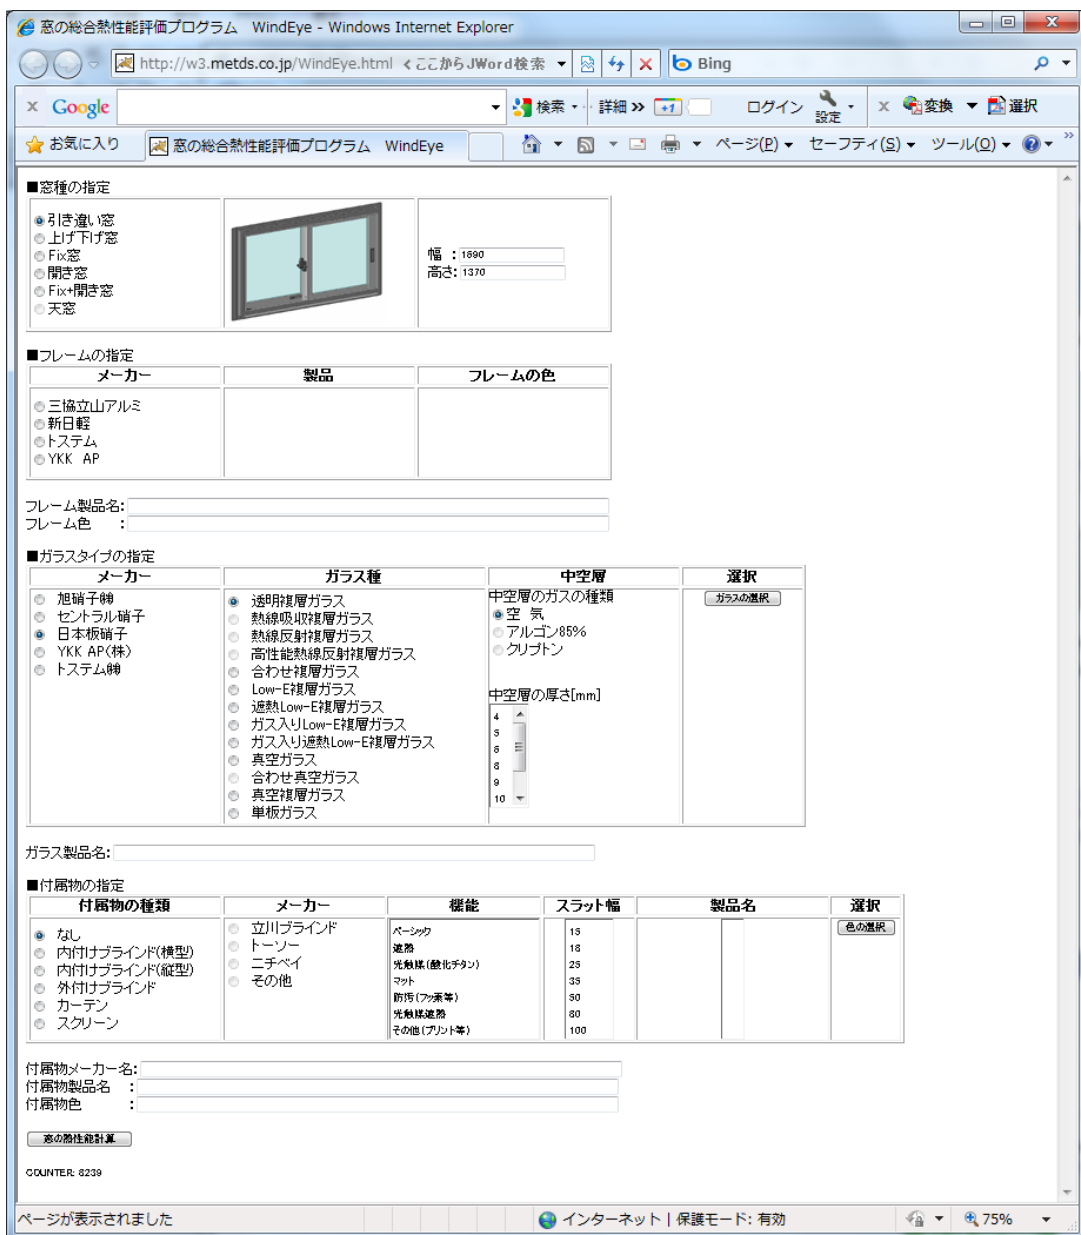 窓の総合熱性能評価プログラム WindEye - Windows Internet Explorer
http://w3.metds.co.jp/WindEye.html くここからJWord検索 Bing
x Google 検索 詳細 >> +1 ログイン 設定 x 変換 選択
お気に入り 窓の総合熱性能評価プログラム WindEye ページ(P) セーフティ(S) ツール(O) >>
■窓種の指定
引き違い窓
上げ下げ窓
Fix窓
開き窓
Fix+開き窓
天窓
幅 : 1690
高さ: 1370
■フレームの指定
メーカー 製品 フレームの色
三協立山アルミ
新日軽
トステム
YKK AP
フレーム製品名:
フレーム色 :
■ガラスタイプの指定
メーカー ガラス種 中空層 選択
旭硝子㈱
セントラル硝子
日本板硝子
YKK AP(株)
トステム㈱
透明複層ガラス
熱線吸収複層ガラス
熱線反射複層ガラス
高性能熱線反射複層ガラス
合わせ複層ガラス
Low-E複層ガラス
遮熱Low-E複層ガラス
ガス入りLow-E複層ガラス
ガス入り遮熱Low-E複層ガラス
真空ガラス
合わせ真空ガラス
真空複層ガラス
単板ガラス
中空層のガスの種類
空 気
アルゴン85%
クリプトン
中空層の厚さ[mm]
4
5
6
8
9
10
ガラスの選択
ガラス製品名:
■付属物の指定
付属物の種類 メーカー 機能 スラット幅 製品名 選択
なし
内付けブラインド(横型)
内付けブラインド(縦型)
外付けブラインド
カーテン
スクリーン
立川ブラインド
トーソー
ニチベイ
その他
ベーシック
遮熱
光触媒(酸化チタン)
マット
防汚(フッ素等)
光触媒遮熱
その他(プリント等)
15
16
25
35
50
80
100
色の選択
付属物メーカー名:
付属物製品名 :
付属物色 :
窓の熱性能計算
COUNTER: 8239
ページが表示されました インターネット | 保護モード: 有効 75%